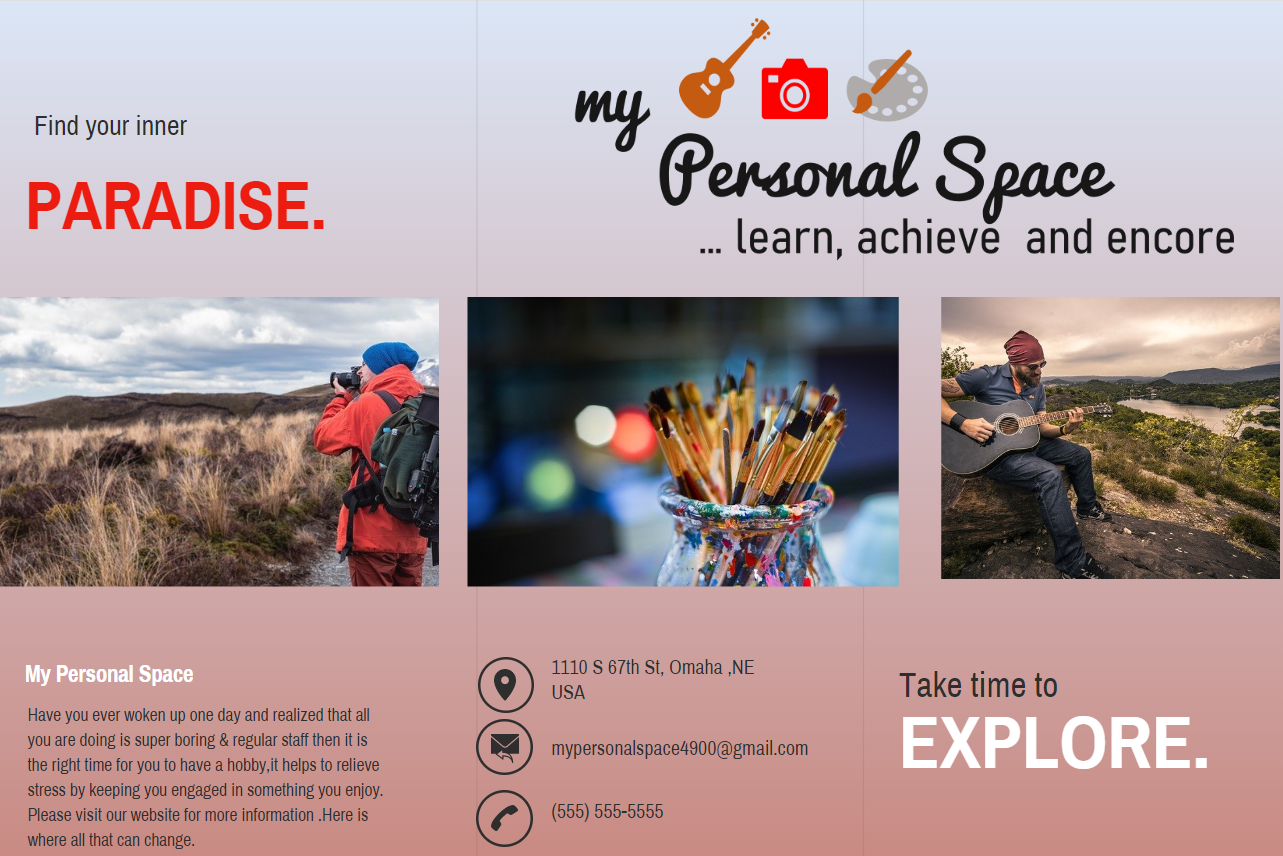 Find your inner
PARADISE.
my
Personal Space
... learn, achieve and encore
My Personal Space
Have you ever woken up one day and realized that all
you are doing is super boring & regular staff then it is
the right time for you to have a hobby,it helps to relieve
stress by keeping you engaged in something you enjoy.
Please visit our website for more information .Here is
where all that can change.
1110 S 67th St, Omaha ,NE
USA
mypersonalspace4900@gmail.com
(555) 555-5555
Take time to
EXPLORE.